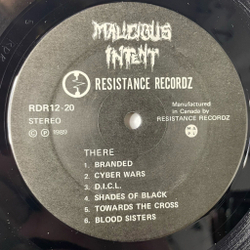 MALICIOUS
INTENT
RESISTANCE RECORDZ
RDR12-20
STEREO
Manufactured
in Canada by
RESISTANCE RECORDZ
© ℗ 1989
THERE
1. BRANDED
2. CYBER WARS
3. D.I.C.L.
4. SHADES OF BLACK
5. TOWARDS THE CROSS
6. BLOOD SISTERS